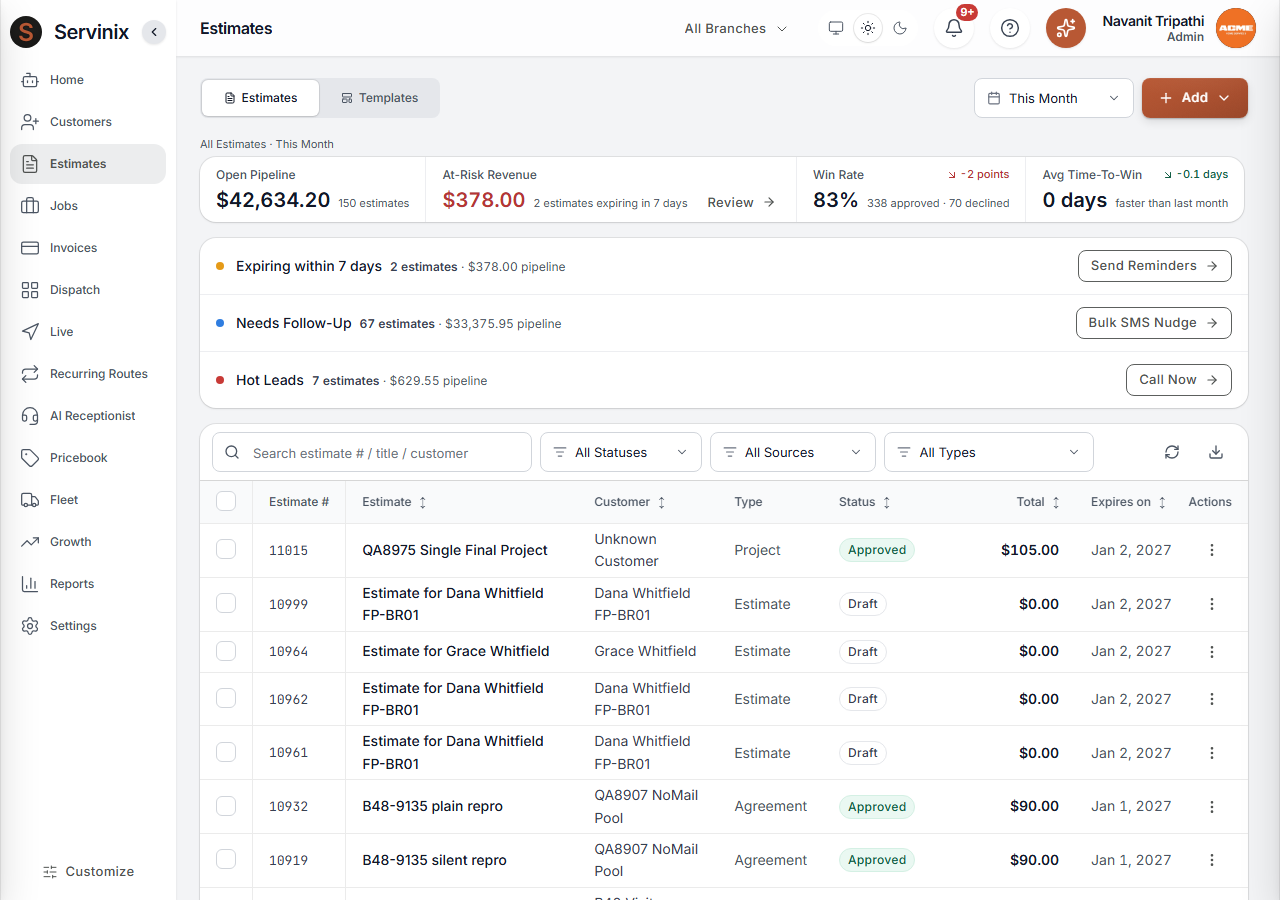 S Servinix
Estimates
All Branches
9+
Navanit Tripathi
Admin
ACME
Home
Customers
Estimates
Jobs
Invoices
Dispatch
Live
Recurring Routes
AI Receptionist
Pricebook
Fleet
Growth
Reports
Settings
Customize
Estimates
Templates
This Month
+ Add
All Estimates · This Month
Open Pipeline
$42,634.20 150 estimates
At-Risk Revenue
$378.00 2 estimates expiring in 7 days Review →
Win Rate ↘ -2 points
83% 338 approved · 70 declined
Avg Time-To-Win ↘ -0.1 days
0 days faster than last month
Expiring within 7 days 2 estimates · $378.00 pipeline Send Reminders →
Needs Follow-Up 67 estimates · $33,375.95 pipeline Bulk SMS Nudge →
Hot Leads 7 estimates · $629.55 pipeline Call Now →
Search estimate # / title / customer All Statuses All Sources All Types
Estimate # Estimate Customer Type Status Total Expires on Actions
11015 QA8975 Single Final Project Unknown Customer Project Approved $105.00 Jan 2, 2027
10999 Estimate for Dana Whitfield FP-BR01 Dana Whitfield FP-BR01 Estimate Draft $0.00 Jan 2, 2027
10964 Estimate for Grace Whitfield Grace Whitfield Estimate Draft $0.00 Jan 2, 2027
10962 Estimate for Dana Whitfield FP-BR01 Dana Whitfield FP-BR01 Estimate Draft $0.00 Jan 2, 2027
10961 Estimate for Dana Whitfield FP-BR01 Dana Whitfield FP-BR01 Estimate Draft $0.00 Jan 2, 2027
10932 B48-9135 plain repro QA8907 NoMail Pool Agreement Approved $90.00 Jan 1, 2027
10919 B48-9135 silent repro QA8907 NoMail Pool Agreement Approved $90.00 Jan 1, 2027